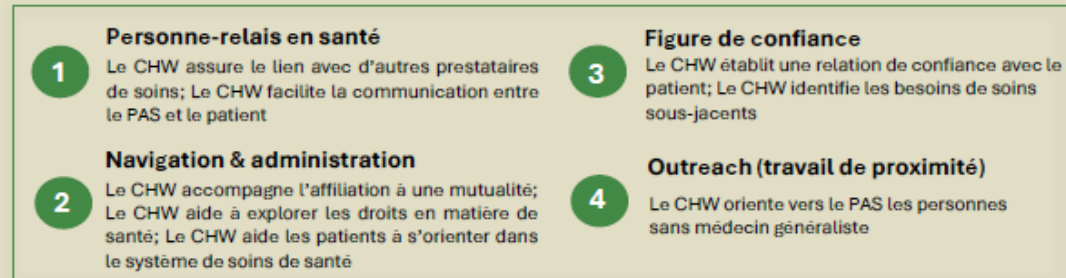 1
Personne-relais en santé
Le CHW assure le lien avec d'autres prestataires
de soins; Le CHW facilite la communication entre
le PAS et le patient
2
Navigation & administration
Le CHW accompagne l'affiliation à une mutualité;
Le CHW aide à explorer les droits en matière de
santé; Le CHW aide les patients à s'orienter dans
le système de soins de santé
3
Figure de confiance
Le CHW établit une relation de confiance avec le
patient; Le CHW identifie les besoins de soins
sous-jacents
4
Outreach (travail de proximité)
Le CHW oriente vers le PAS les personnes
sans médecin généraliste